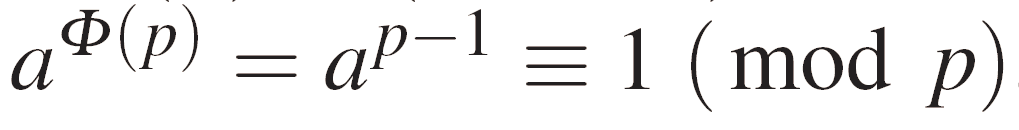 a^{Φ(p)} = a^{p−1} ≡ 1 (mod p).